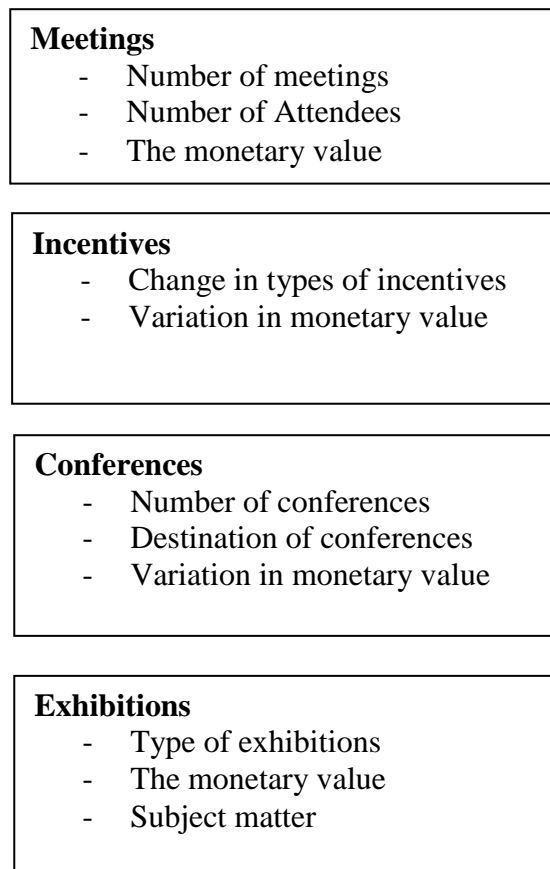 Meetings
- Number of meetings
- Number of Attendees
- The monetary value
Incentives
- Change in types of incentives
- Variation in monetary value
Conferences
- Number of conferences
- Destination of conferences
- Variation in monetary value
Exhibitions
- Type of exhibitions
- The monetary value
- Subject matter